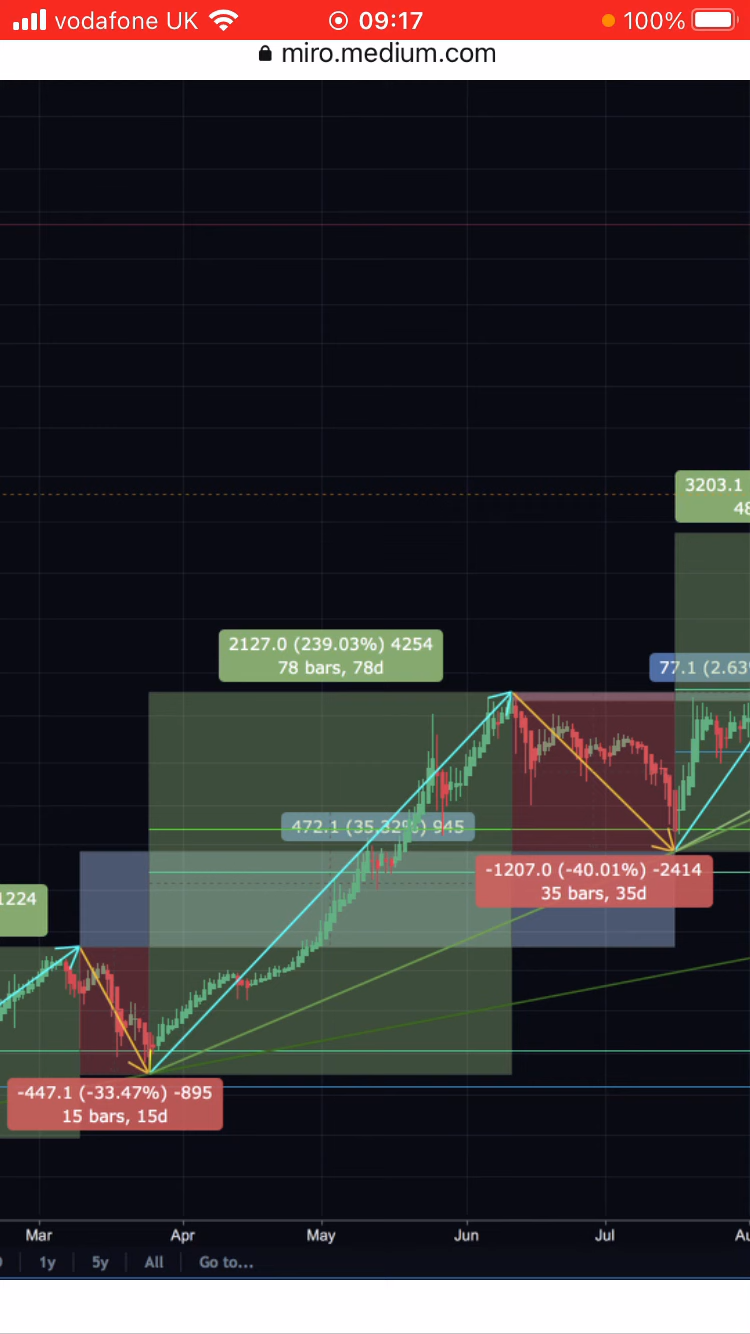 vodafone UK 09:17 100%
miro.medium.com
3203.1
48
2127.0 (239.03%) 4254
78 bars, 78d
77.1 (2.63%
472.1 (35.32%) 945
-1207.0 (-40.01%) -2414
35 bars, 35d
1224
-447.1 (-33.47%) -895
15 bars, 15d
Mar Apr May Jun Jul Au
1y 5y All Go to...